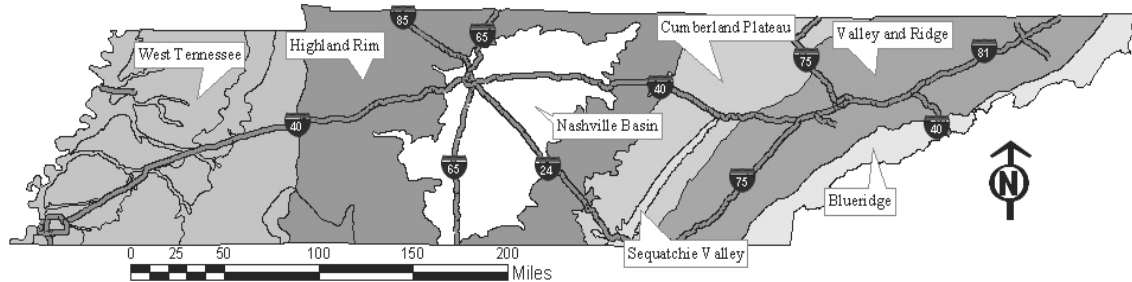 85
65
Cumberland Plateau
Valley and Ridge
Highland Rim
West Tennessee
75
81
40
40
Nashville Basin
40
65
24
75
Blueridge
N
Sequatchie Valley
0 25 50 100 150 200
Miles